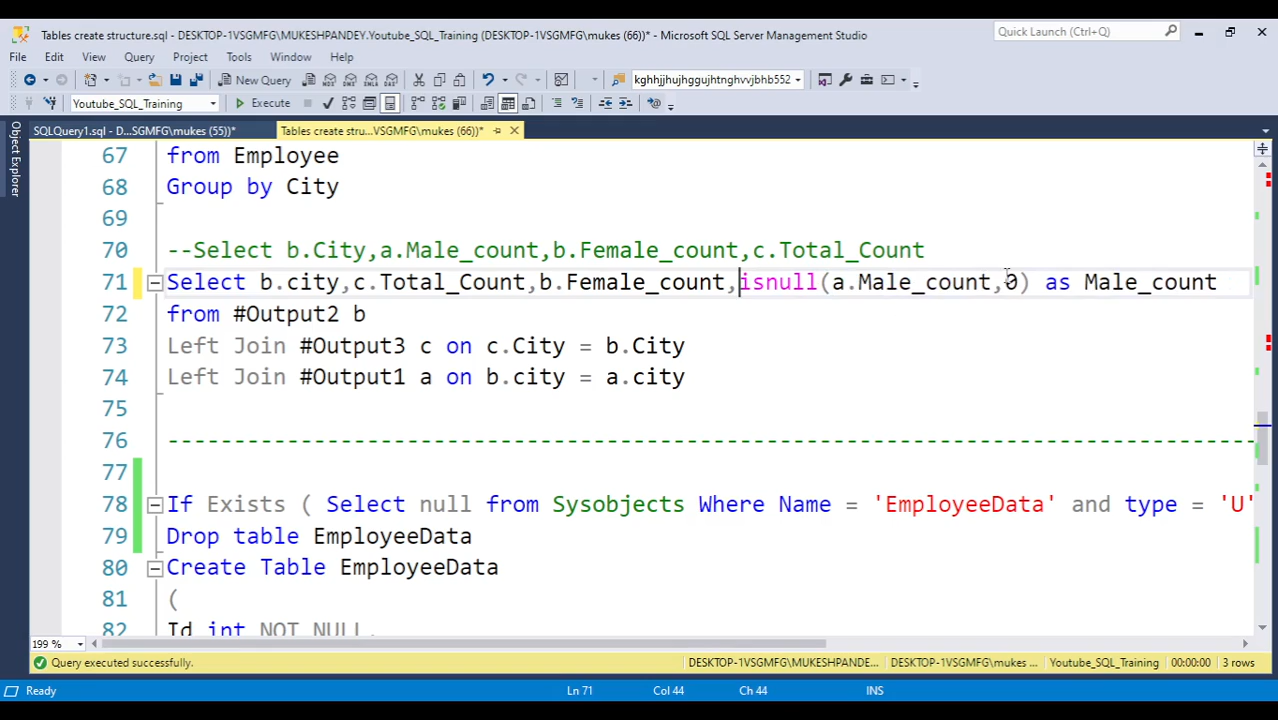 Tables create structure.sql - DESKTOP-1VSGMFG\MUKESHPANDEY.Youtube_SQL_Training (DESKTOP-1VSGMFG\mukes (66))* - Microsoft SQL Server Management Studio
Quick Launch (Ctrl+Q)
File Edit View Query Project Tools Window Help
New Query kghhjjhujhggujhtnghvvjbhb552
Youtube_SQL_Training Execute
SQLQuery1.sql - D...SGMFG\mukes (55))* Tables create stru...VSGMFG\mukes (66))*
Object Explorer
67 from Employee
68 Group by City
69
70 --Select b.City,a.Male_count,b.Female_count,c.Total_Count
71 Select b.city,c.Total_Count,b.Female_count,isnull(a.Male_count,0) as Male_count
72 from #Output2 b
73 Left Join #Output3 c on c.City = b.City
74 Left Join #Output1 a on b.city = a.city
75
76 ----------------------------------------------------------------------------------
77
78 If Exists ( Select null from Sysobjects Where Name = 'EmployeeData' and type = 'U'
79 Drop table EmployeeData
80 Create Table EmployeeData
81 (
82 Id int NOT NULL,
199 %
Query executed successfully. DESKTOP-1VSGMFG\MUKESHPANDE... DESKTOP-1VSGMFG\mukes ... Youtube_SQL_Training 00:00:00 3 rows
Ready Ln 71 Col 44 Ch 44 INS